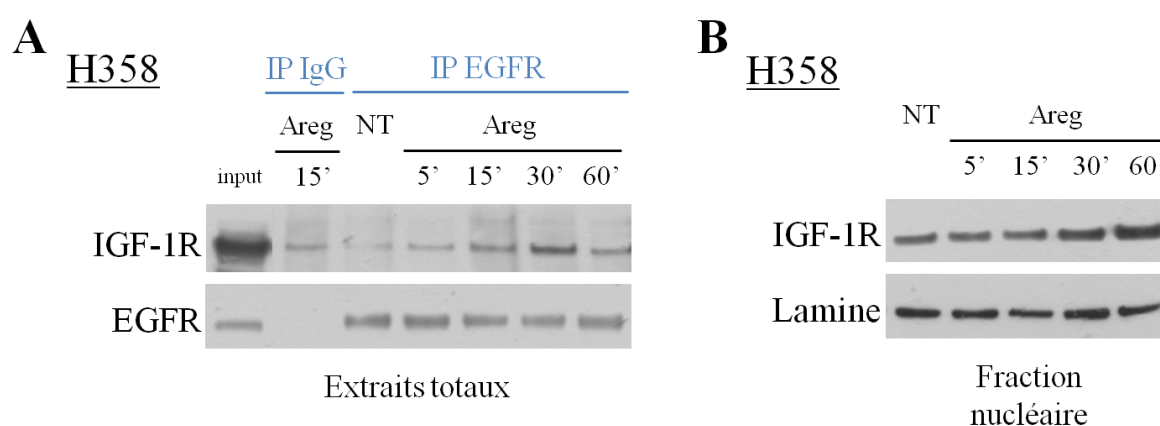 A
H358
IP IgG IP EGFR
Areg NT Areg
input 15’ 5’ 15’ 30’ 60’
IGF-1R
EGFR
Extraits totaux
B
H358
NT Areg
5’ 15’ 30’ 60
IGF-1R
Lamine
Fraction
nucléaire